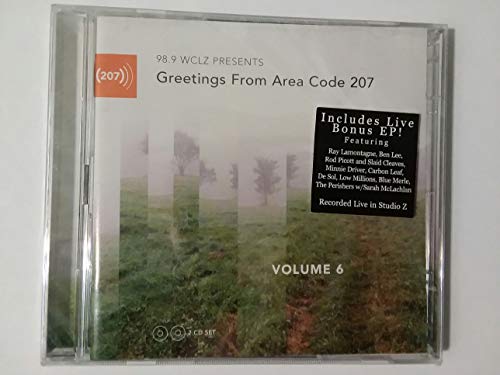 98.9 WCLZ PRESENTS
(207)
Greetings From Area Code 207
Includes Live
Bonus EP!
Featuring
Ray Lamontagne, Ben Lee,
Rod Picott and Slaid Cleaves,
Minnie Driver, Carbon Leaf,
De Sol, Low Millions, Blue Merle,
The Perishers w/Sarah McLachlan
Recorded Live in Studio Z
VOLUME 6
2 CD SET